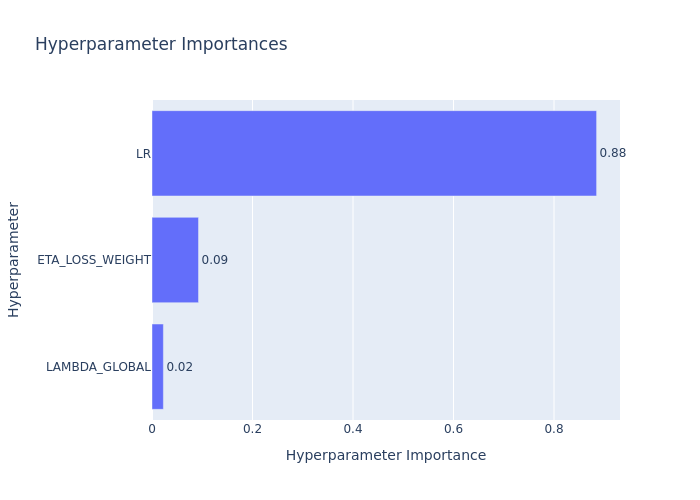 Hyperparameter Importances
Hyperparameter
LR
0.88
ETA_LOSS_WEIGHT
0.09
LAMBDA_GLOBAL
0.02
0 0.2 0.4 0.6 0.8
Hyperparameter Importance